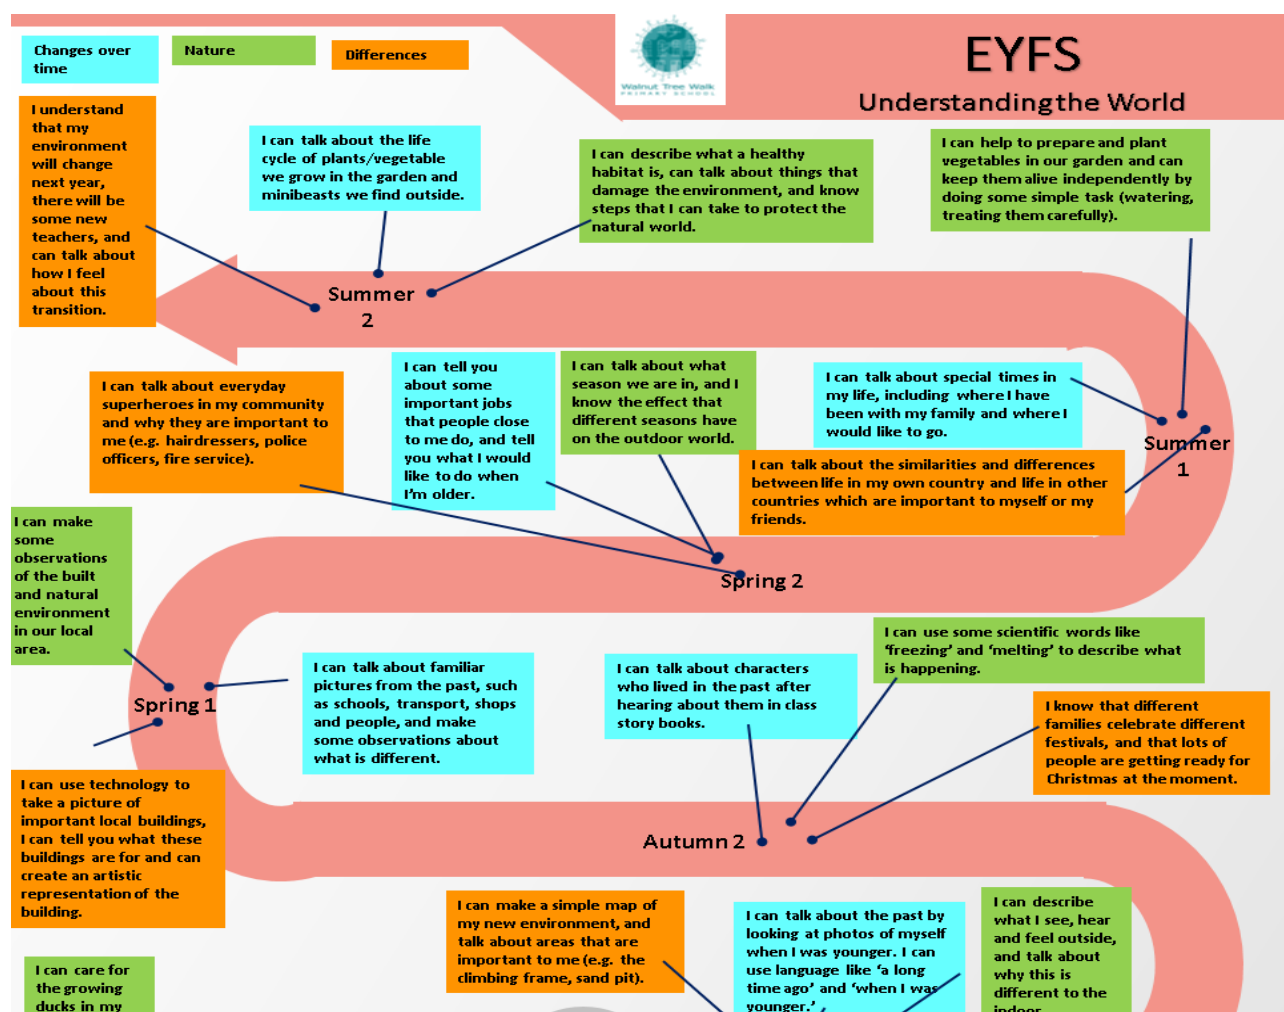 Changes over
time
Nature
Differences
Walnut Tree Walk
PRIMARY SCHOOL
EYFS
Understanding the World
I understand
that my
environment
will change
next year,
there will be
some new
teachers, and
can talk about
how I feel
about this
transition.
I can talk about the life
cycle of plants/vegetable
we grow in the garden and
minibeasts we find outside.
I can describe what a healthy
habitat is, can talk about things that
damage the environment, and know
steps that I can take to protect the
natural world.
I can help to prepare and plant
vegetables in our garden and can
keep them alive independently by
doing some simple task (watering,
treating them carefully).
Summer
2
I can talk about everyday
superheroes in my community
and why they are important to
me (e.g. hairdressers, police
officers, fire service).
I can tell you
about some
important jobs
that people close
to me do, and tell
you what I would
like to do when
I'm older.
I can talk about what
season we are in, and I
know the effect that
different seasons have
on the outdoor world.
I can talk about special times in
my life, including where I have
been with my family and where I
would like to go.
Summer
1
I can talk about the similarities and differences
between life in my own country and life in other
countries which are important to myself or my
friends.
I can make
some
observations
of the built
and natural
environment
in our local
area.
Spring 2
I can talk about familiar
pictures from the past, such
as schools, transport, shops
and people, and make
some observations about
what is different.
Spring 1
I can talk about characters
who lived in the past after
hearing about them in class
story books.
I can use some scientific words like
‘freezing’ and ‘melting’ to describe what
is happening.
I know that different
families celebrate different
festivals, and that lots of
people are getting ready for
Christmas at the moment.
I can use technology to
take a picture of
important local buildings,
I can tell you what these
buildings are for and can
create an artistic
representation of the
building.
Autumn 2
I can make a simple map of
my new environment, and
talk about areas that are
important to me (e.g. the
climbing frame, sand pit).
I can talk about the past by
looking at photos of myself
when I was younger. I can
use language like ‘a long
time ago’ and ‘when I was
younger.’
I can describe
what I see, hear
and feel outside,
and talk about
why this is
different to the
indoor
I can care for
the growing
ducks in my